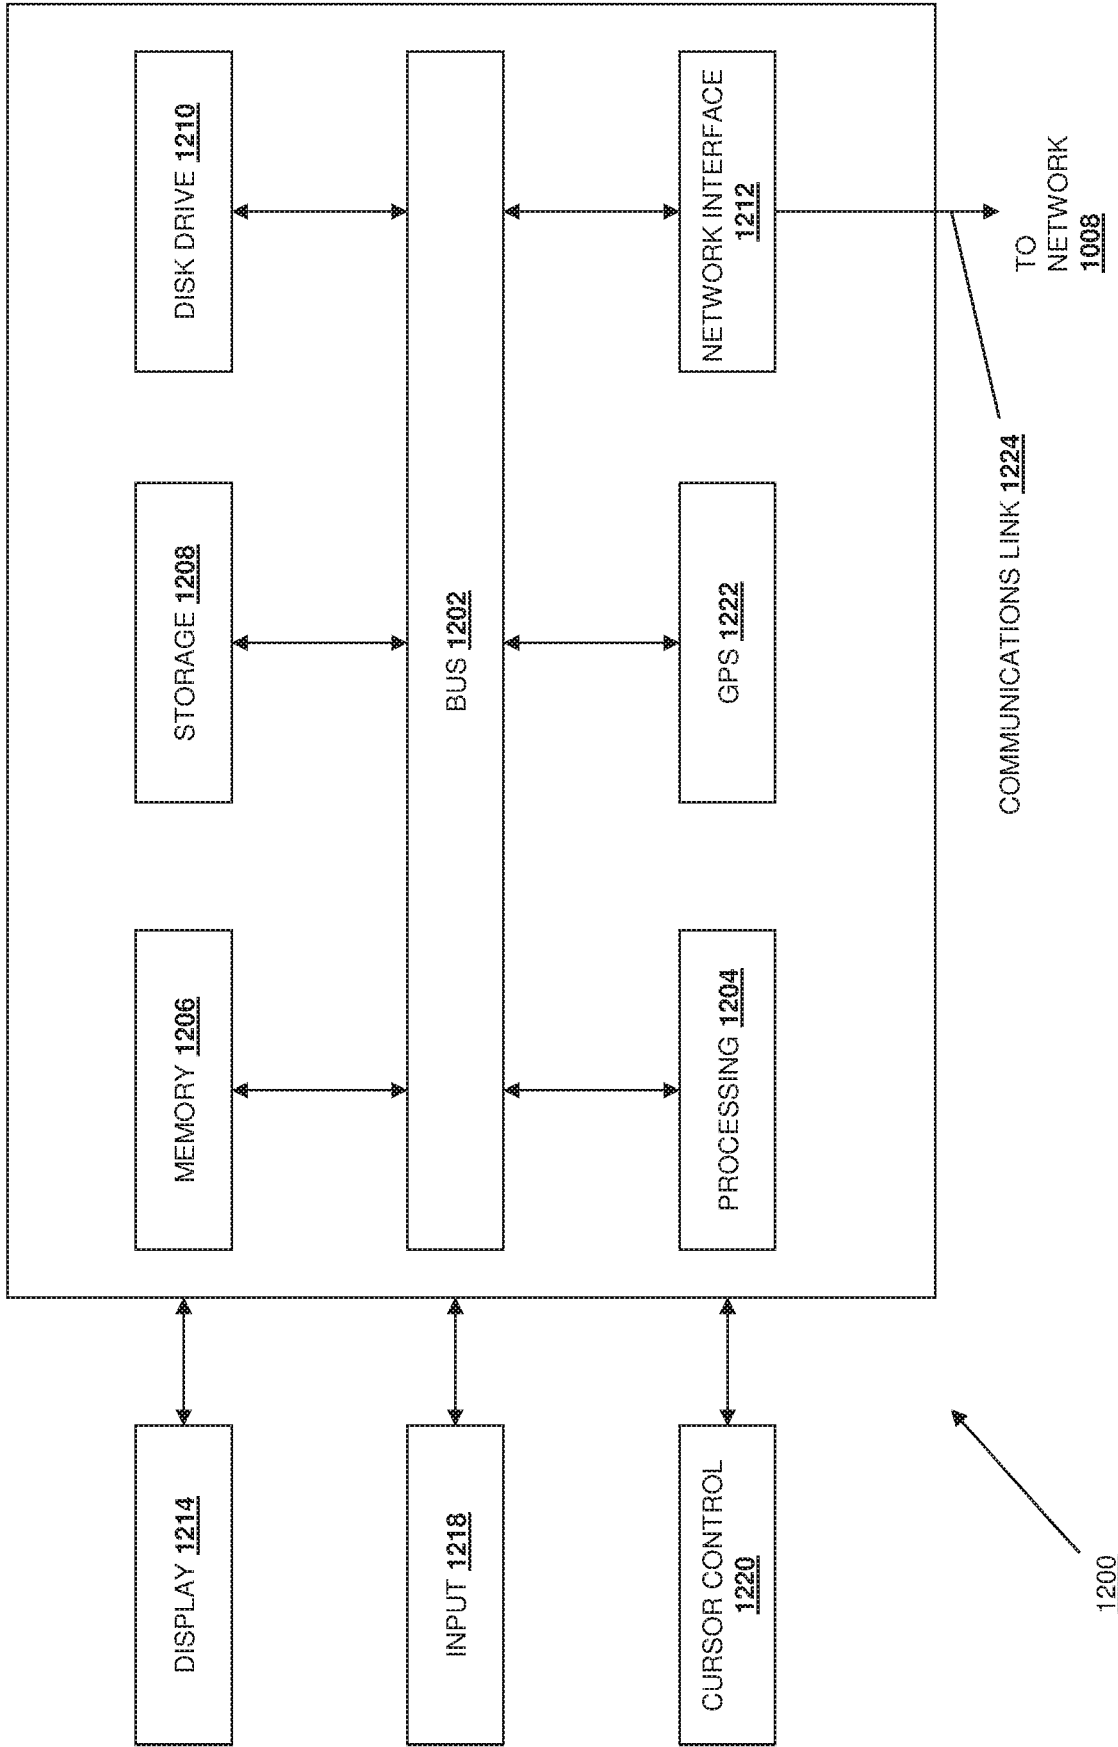 DISPLAY 1214
MEMORY 1206
STORAGE 1208
DISK DRIVE 1210
INPUT 1218
BUS 1202
CURSOR CONTROL
1220
PROCESSING 1204
GPS 1222
NETWORK INTERFACE
1212
COMMUNICATIONS LINK 1224
TO
NETWORK
1008
1200